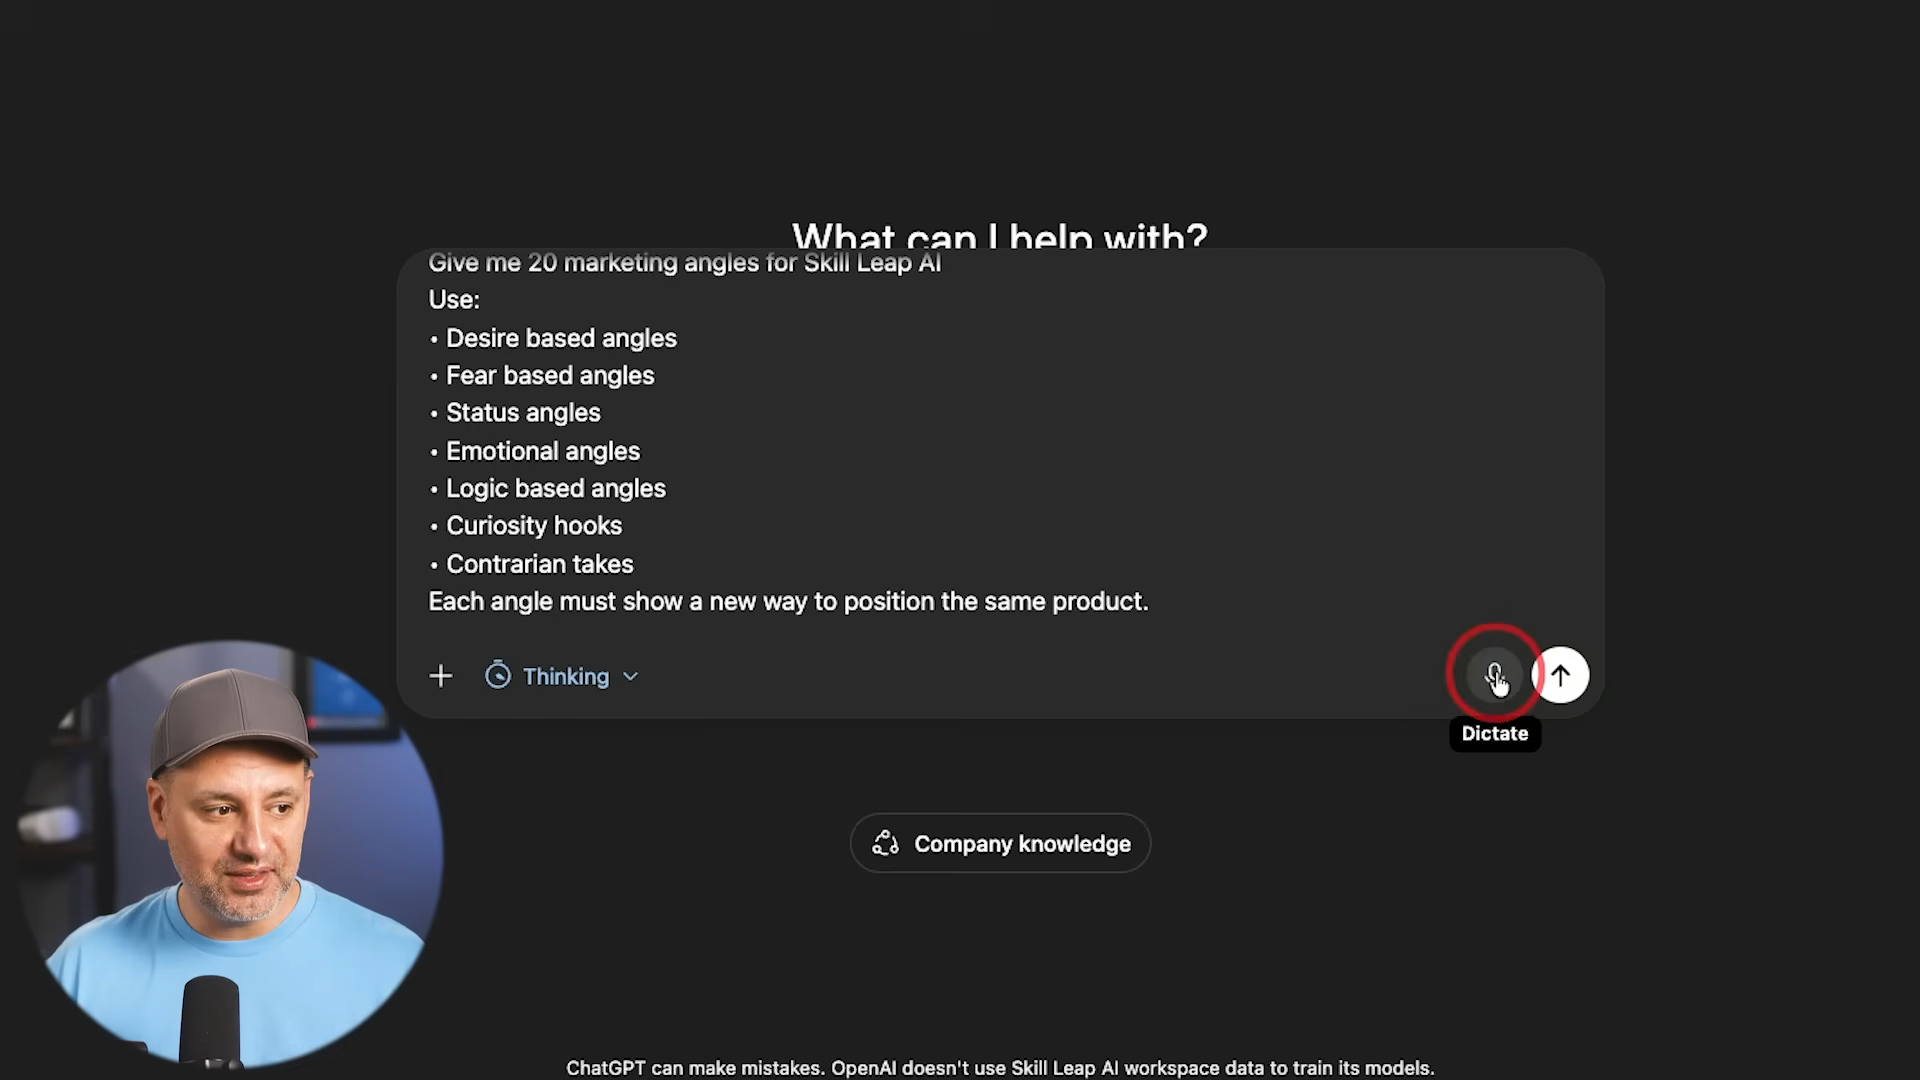 What can I help with?
Give me 20 marketing angles for Skill Leap AI
Use:
• Desire based angles
• Fear based angles
• Status angles
• Emotional angles
• Logic based angles
• Curiosity hooks
• Contrarian takes
Each angle must show a new way to position the same product.
Thinking
Dictate
Company knowledge
ChatGPT can make mistakes. OpenAI doesn't use Skill Leap AI workspace data to train its models.